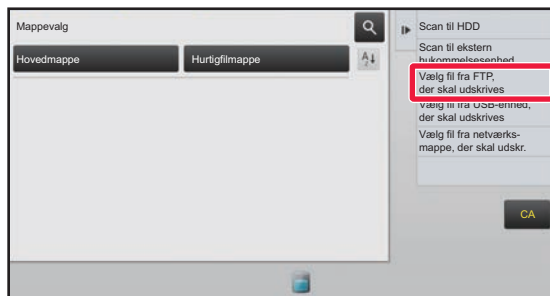 Mappevalg
Hovedmappe
Hurtigfilmappe
Scan til HDD
Scan til ekstern
hukommelsesenhed
Vælg fil fra FTP,
der skal udskrives
Vælg fil fra USB-enhed,
der skal udskrives
Vælg fil fra netværks-
mappe, der skal udskr.
CA